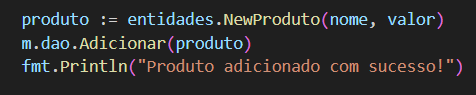 produto := entidades.NewProduto(nome, valor)
m.dao.Adicionar(produto)
fmt.Println("Produto adicionado com sucesso!")